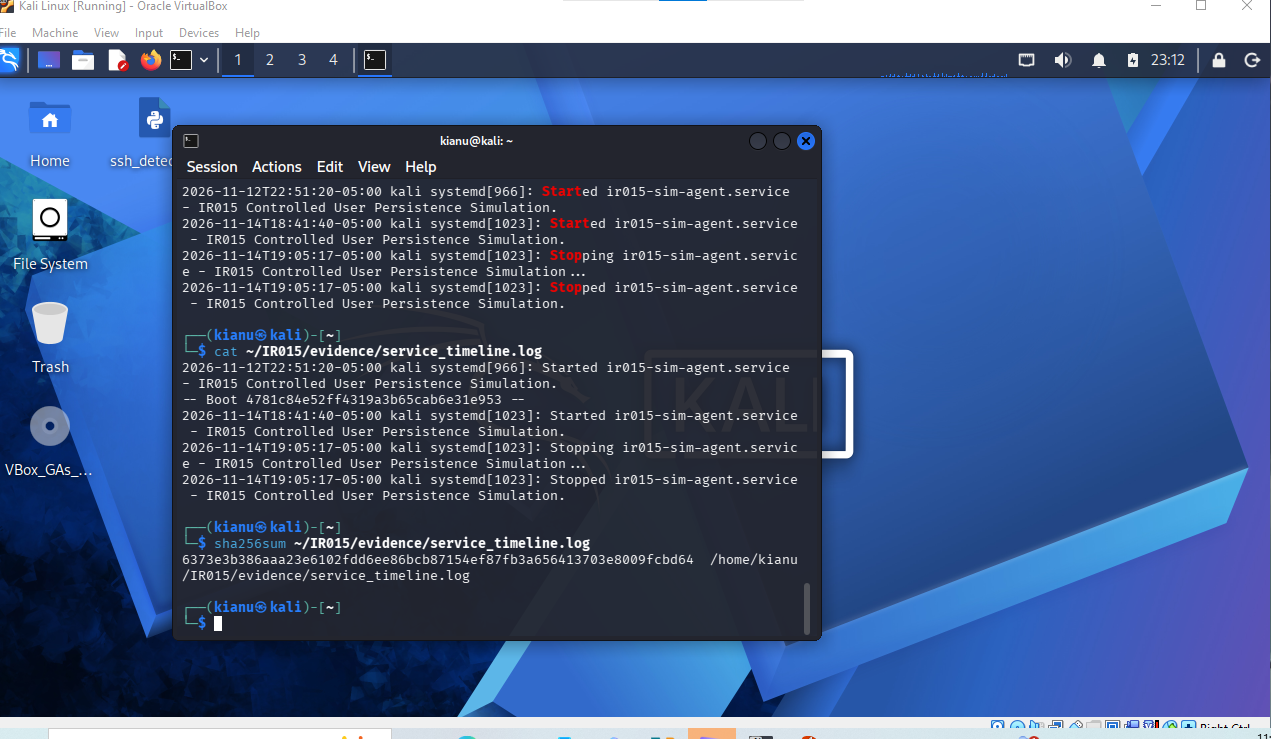 Kali Linux [Running] - Oracle VirtualBox
File Machine View Input Devices Help
1 2 3 4 23:12
Home
ssh_detec
File System
Trash
VBox_GAs_...
KALI
kianu@kali: ~
Session Actions Edit View Help
2026-11-12T22:51:20-05:00 kali systemd[966]: Started ir015-sim-agent.service
- IR015 Controlled User Persistence Simulation.
2026-11-14T18:41:40-05:00 kali systemd[1023]: Started ir015-sim-agent.service
- IR015 Controlled User Persistence Simulation.
2026-11-14T19:05:17-05:00 kali systemd[1023]: Stopping ir015-sim-agent.servic
e - IR015 Controlled User Persistence Simulation...
2026-11-14T19:05:17-05:00 kali systemd[1023]: Stopped ir015-sim-agent.service
- IR015 Controlled User Persistence Simulation.
┌──(kianu㉿kali)-[~]
└─$ cat ~/IR015/evidence/service_timeline.log
2026-11-12T22:51:20-05:00 kali systemd[966]: Started ir015-sim-agent.service
- IR015 Controlled User Persistence Simulation.
-- Boot 4781c84e52ff4319a3b65cab6e31e953 --
2026-11-14T18:41:40-05:00 kali systemd[1023]: Started ir015-sim-agent.service
- IR015 Controlled User Persistence Simulation.
2026-11-14T19:05:17-05:00 kali systemd[1023]: Stopping ir015-sim-agent.servic
e - IR015 Controlled User Persistence Simulation...
2026-11-14T19:05:17-05:00 kali systemd[1023]: Stopped ir015-sim-agent.service
- IR015 Controlled User Persistence Simulation.
┌──(kianu㉿kali)-[~]
└─$ sha256sum ~/IR015/evidence/service_timeline.log
6373e3b386aaa23e6102fdd6ee86bcb87154ef87fb3a656413703e8009fcbd64 /home/kianu
/IR015/evidence/service_timeline.log
┌──(kianu㉿kali)-[~]
└─$
Right Ctrl